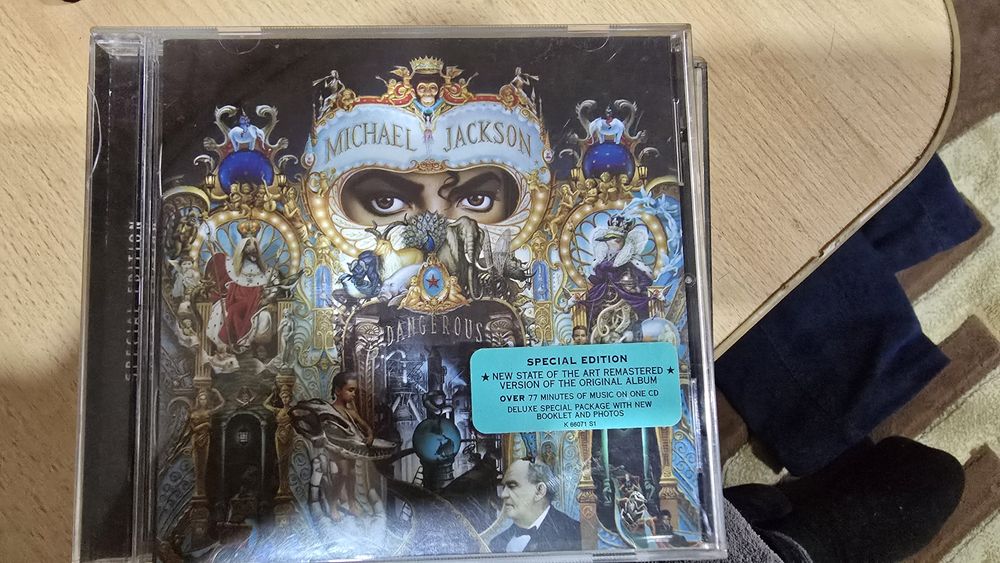 MICHAEL JACKSON
DANGEROUS
SPECIAL EDITION
★ NEW STATE OF THE ART REMASTERED ★
VERSION OF THE ORIGINAL ALBUM
OVER 77 MINUTES OF MUSIC ON ONE CD
DELUXE SPECIAL PACKAGE WITH NEW
BOOKLET AND PHOTOS
K 66071 S1
SPECIAL EDITION